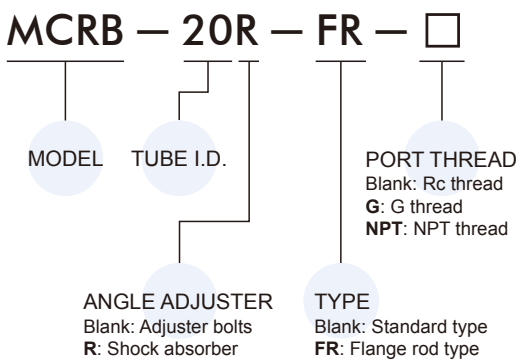 MCRB — 20R — FR — □
MODEL
TUBE I.D.
PORT THREAD
Blank: Rc thread
G: G thread
NPT: NPT thread
ANGLE ADJUSTER
Blank: Adjuster bolts
R: Shock absorber
TYPE
Blank: Standard type
FR: Flange rod type